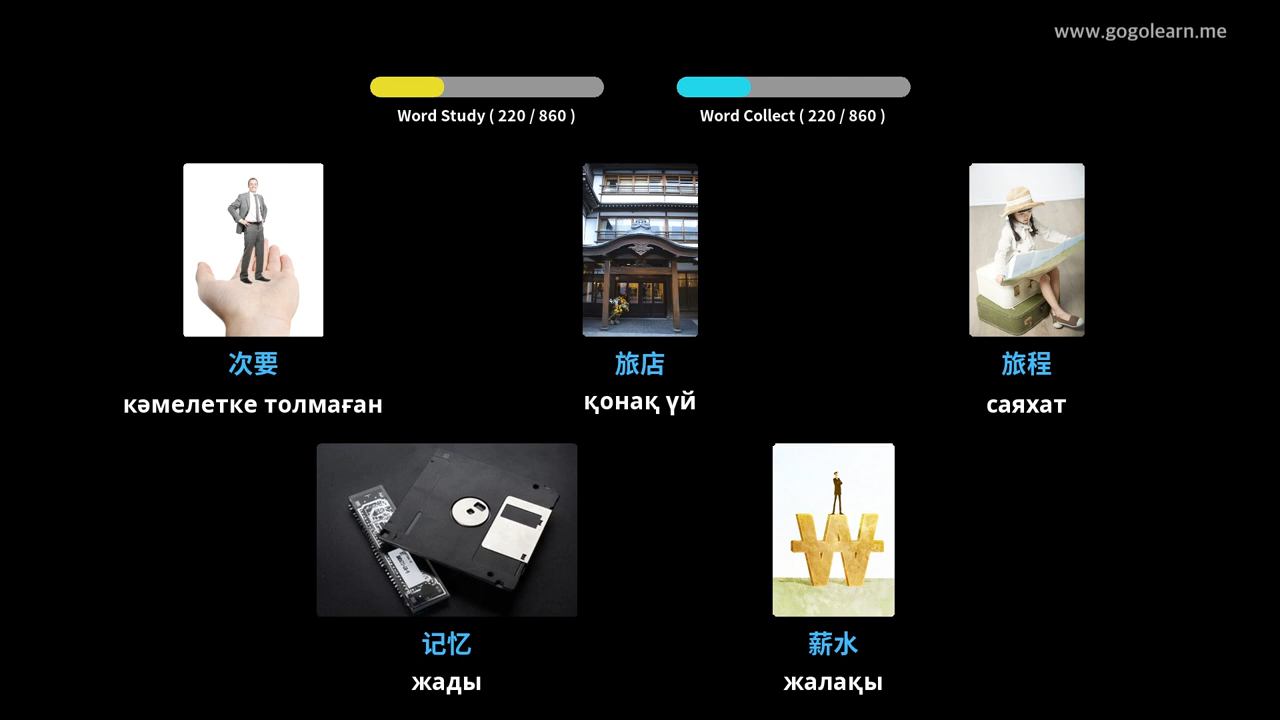 www.gogolearn.me
Word Study ( 220 / 860 )
Word Collect ( 220 / 860 )
次要
旅店
旅程
кәмелетке толмаған
қонақ үй
саяхат
记忆
薪水
жады
жалақы